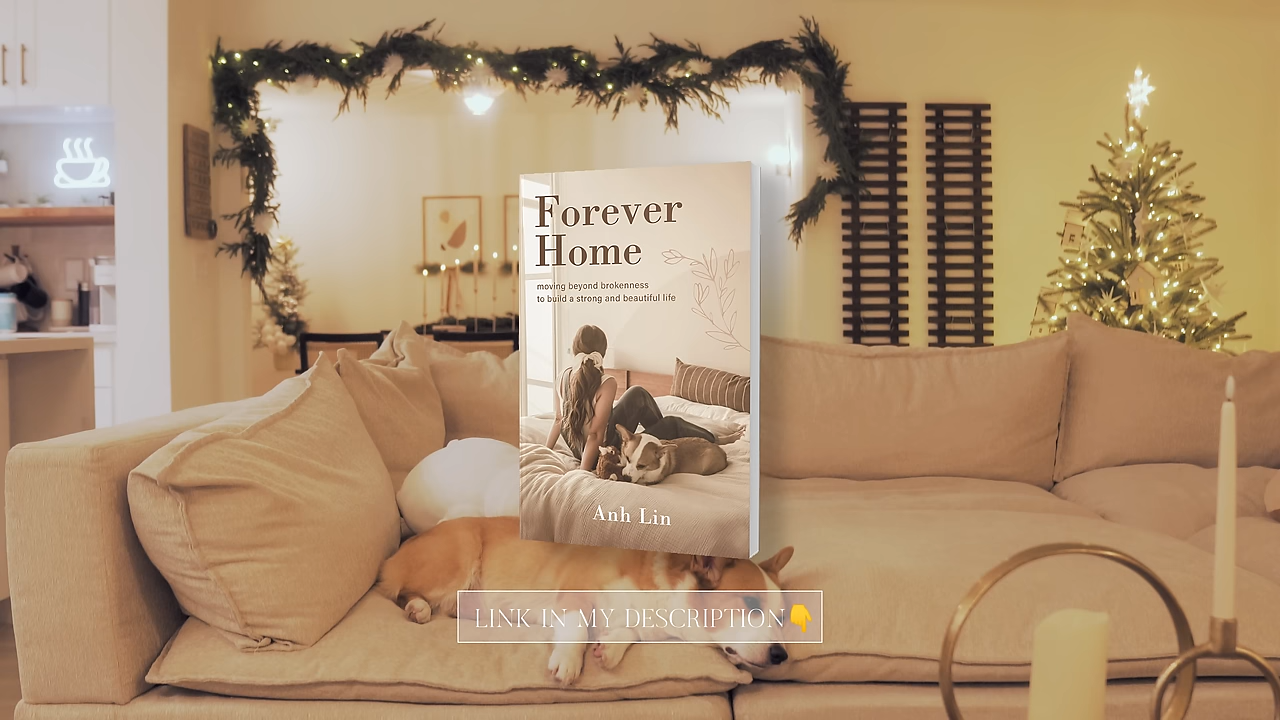 Forever
Home
moving beyond brokenness
to build a strong and beautiful life
Anh Lin
LINK IN MY DESCRIPTION👇